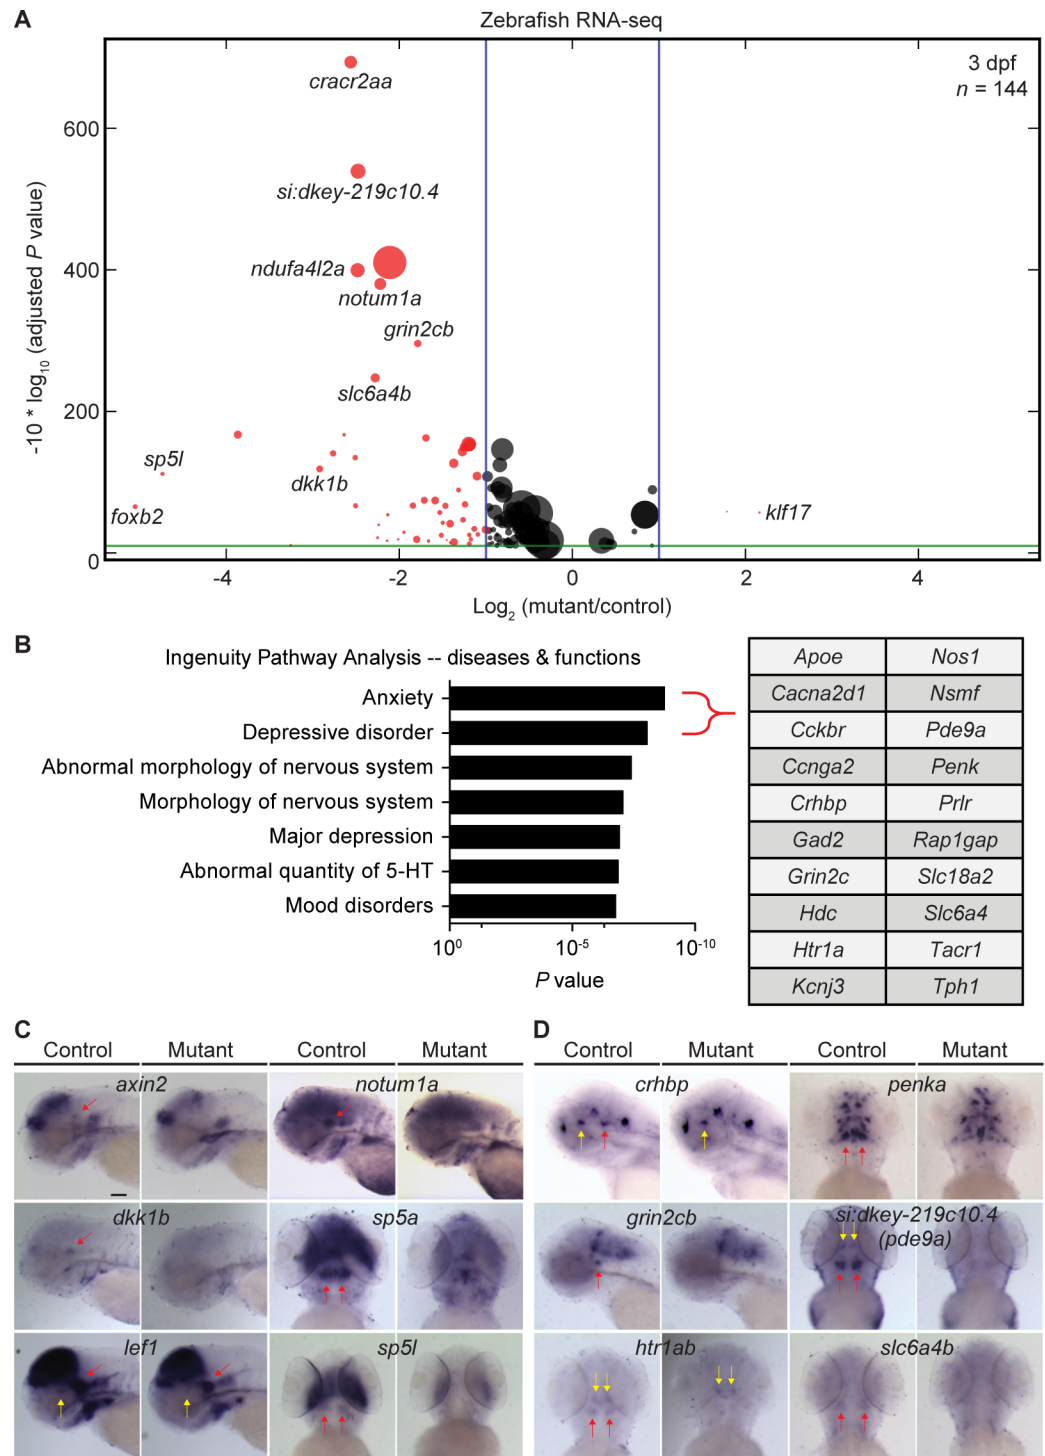 A
Zebrafish RNA-seq
3 dpf
n = 144
cracr2aa
600
si:dkey-219c10.4
ndufa4l2a
400
notum1a
grin2cb
slc6a4b
200
sp5l
dkk1b
foxb2
klf17
0
-10 * log10 (adjusted P value)
-4 -2 0 2 4
Log2 (mutant/control)
B
Ingenuity Pathway Analysis -- diseases & functions
Anxiety
Depressive disorder
Abnormal morphology of nervous system
Morphology of nervous system
Major depression
Abnormal quantity of 5-HT
Mood disorders
10⁰ 10⁻⁵ 10⁻¹⁰
P value
Apoe Nos1
Cacna2d1 Nsmf
Cckbr Pde9a
Ccnga2 Penk
Crhbp Prlr
Gad2 Rap1gap
Grin2c Slc18a2
Hdc Slc6a4
Htr1a Tacr1
Kcnj3 Tph1
C
Control Mutant Control Mutant
axin2 notum1a
dkk1b sp5a
lef1 sp5l
D
Control Mutant Control Mutant
crhbp penka
grin2cb si:dkey-219c10.4
(pde9a)
htr1ab slc6a4b